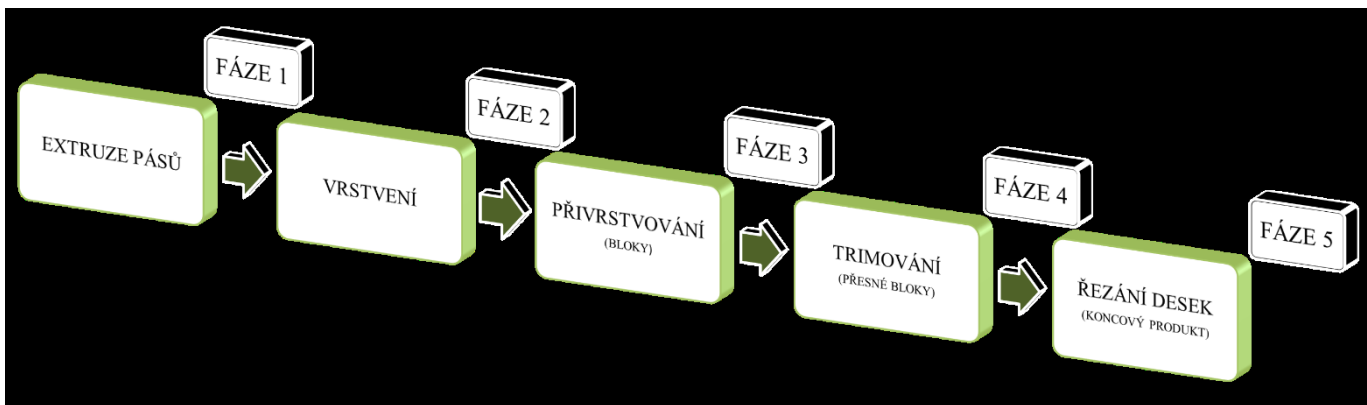 FÁZE 1
EXTRUZE PÁSŮ
FÁZE 2
VRSTVENÍ
FÁZE 3
PŘIVRSTVOVÁNÍ
(BLOKY)
FÁZE 4
TRIMOVÁNÍ
(PŘESNÉ BLOKY)
FÁZE 5
ŘEZÁNÍ DESEK
(KONCOVÝ PRODUKT)